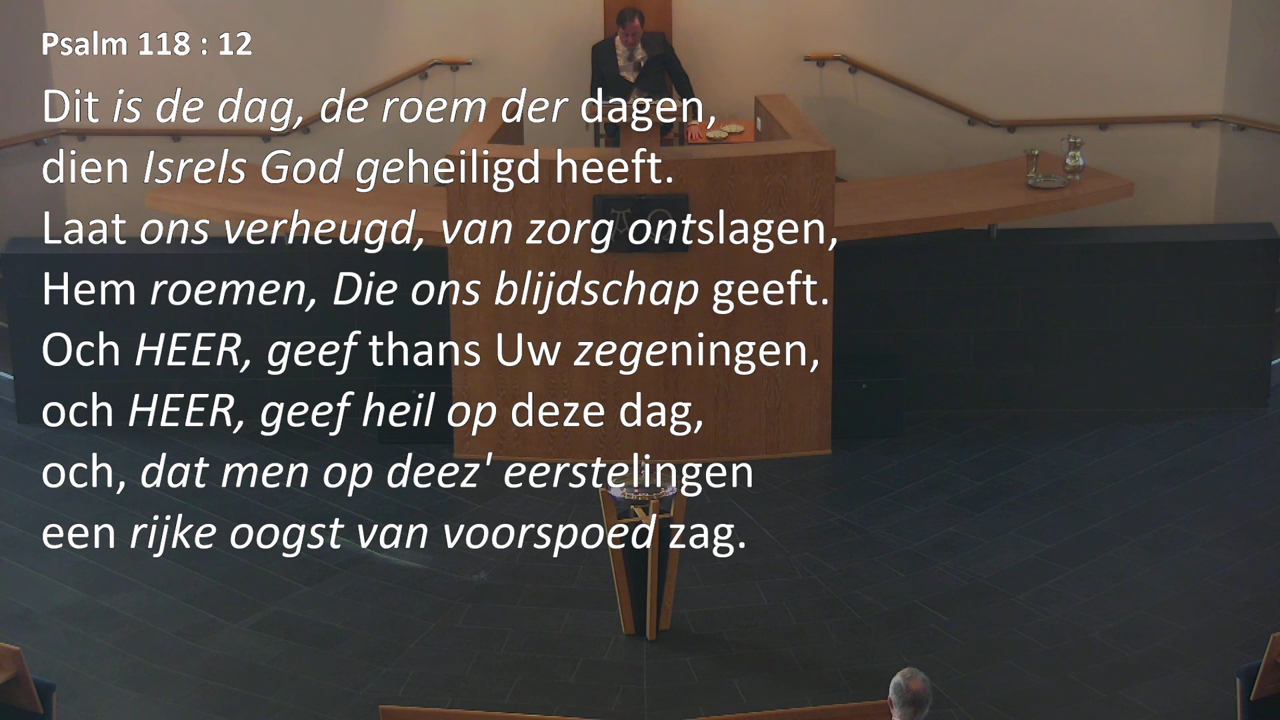 Psalm 118 : 12
Dit is de dag, de roem der dagen,
dien Isrels God geheiligd heeft.
Laat ons verheugd, van zorg ontslagen,
Hem roemen, Die ons blijdschap geeft.
Och HEER, geef thans Uw zegeningen,
och HEER, geef heil op deze dag,
och, dat men op deez' eerstelingen
een rijke oogst van voorspoed zag.